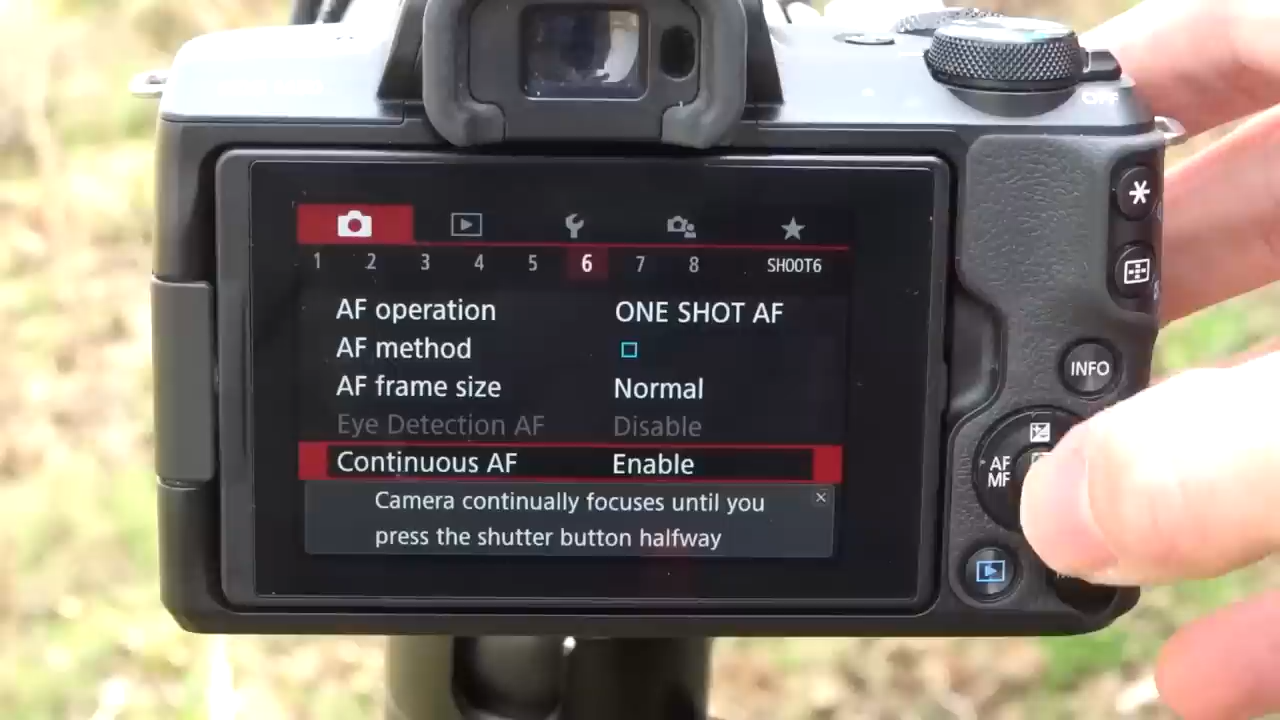 OFF
1 2 3 4 5 6 7 8 SHOOT6
AF operation ONE SHOT AF
AF method
AF frame size Normal
Eye Detection AF Disable
Continuous AF Enable
Camera continually focuses until you
press the shutter button halfway
INFO
AF
MF